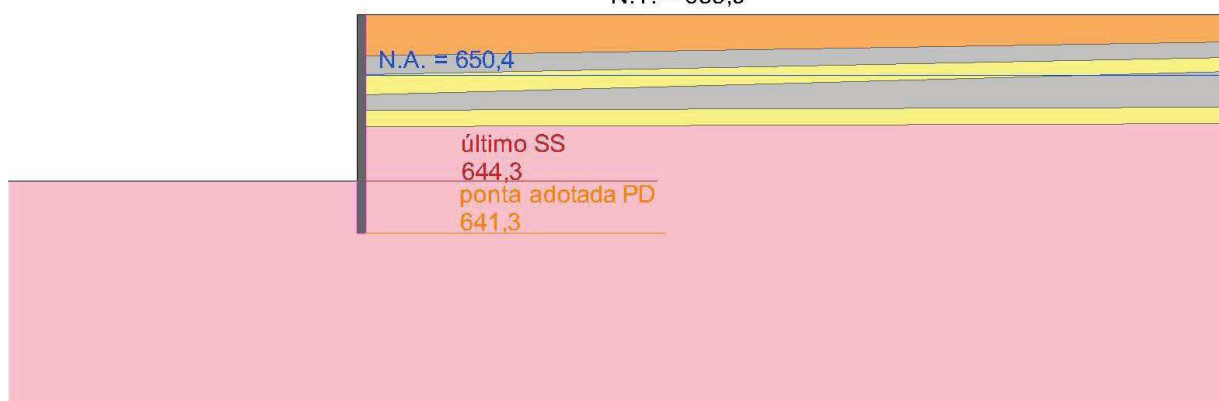 N.A. = 650,4
último SS
644,3
ponta adotada PD
641,3